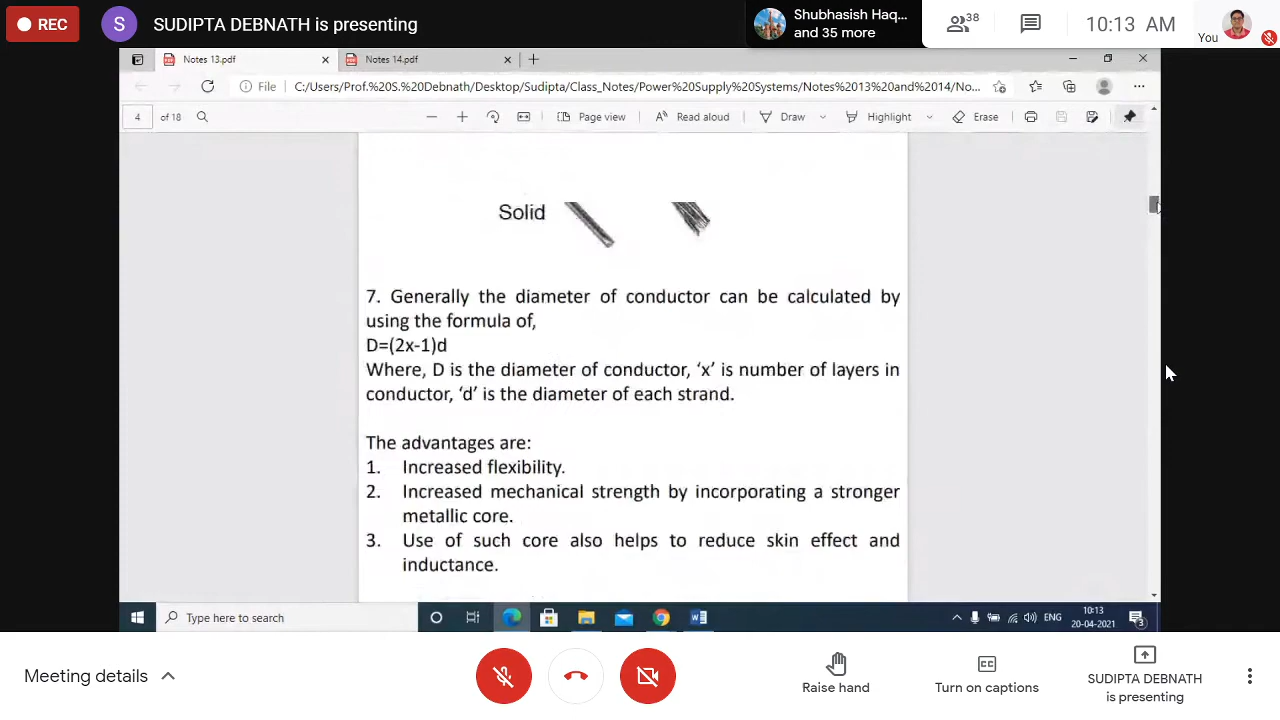 REC
S
SUDIPTA DEBNATH is presenting
Shubhasish Haq...
and 35 more
38
10:13 AM
You
Notes 13.pdf
Notes 14.pdf
File
C:/Users/Prof.%20S.%20Debnath/Desktop/Sudipta/Class_Notes/Power%20Supply%20Systems/Notes%2013%20and%2014/No...
4 of 18
Page view
Read aloud
Draw
Highlight
Erase
Solid
7. Generally the diameter of conductor can be calculated by
using the formula of,
D=(2x-1)d
Where, D is the diameter of conductor, ‘x’ is number of layers in
conductor, ‘d’ is the diameter of each strand.
The advantages are:
1. Increased flexibility.
2. Increased mechanical strength by incorporating a stronger
metallic core.
3. Use of such core also helps to reduce skin effect and
inductance.
Type here to search
ENG
10:13
20-04-2021
3
Meeting details
Raise hand
Turn on captions
SUDIPTA DEBNATH
is presenting